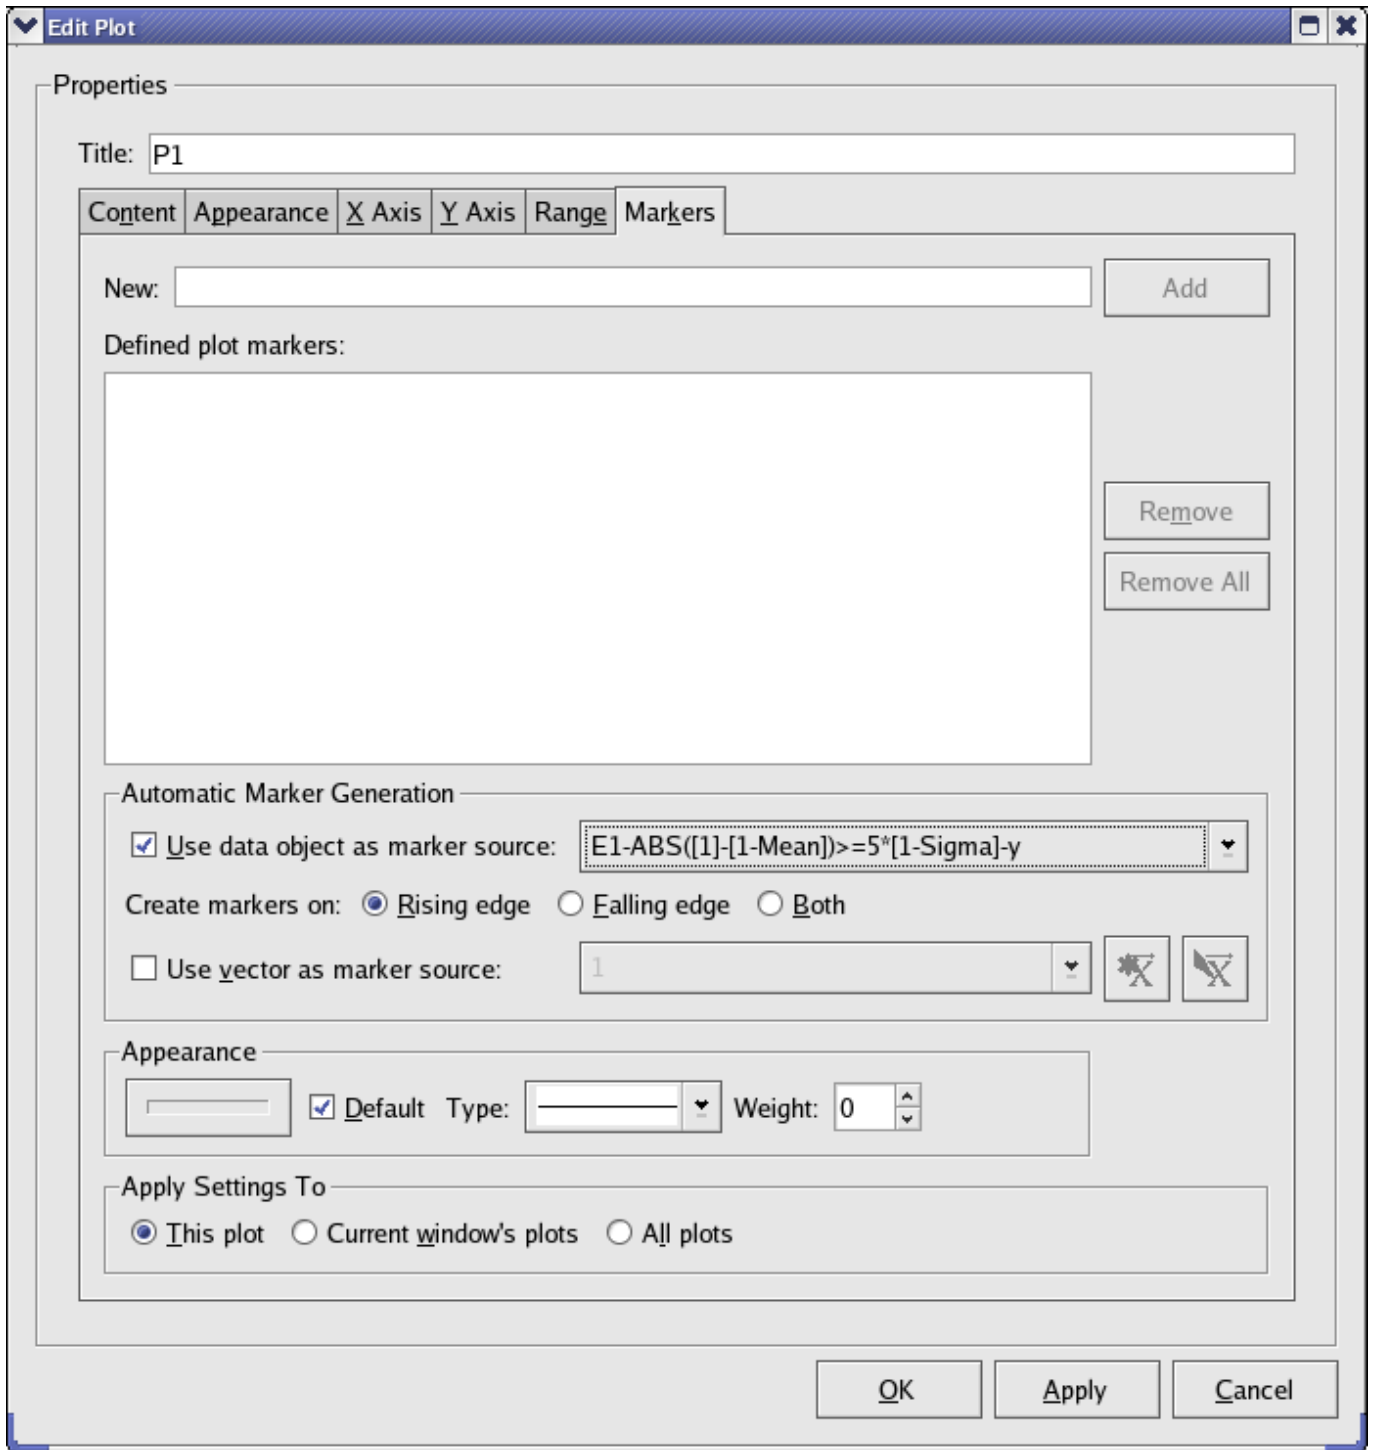 Edit Plot
Properties
Title: P1
Content Appearance X Axis Y Axis Range Markers
New: Add
Defined plot markers:
Remove
Remove All
Automatic Marker Generation
Use data object as marker source: E1-ABS([1]-[1-Mean])>=5*[1-Sigma]-y
Create markers on: Rising edge Falling edge Both
Use vector as marker source: 1
Appearance
Default Type: Weight: 0
Apply Settings To
This plot Current window's plots All plots
OK Apply Cancel